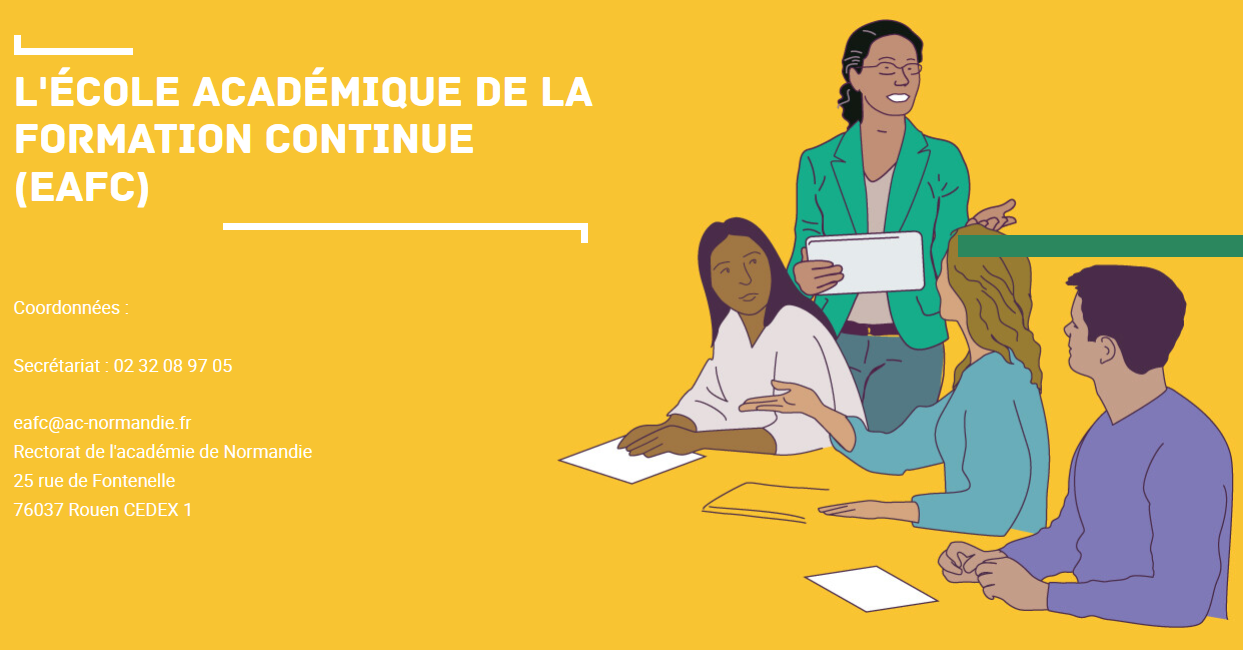 L'ÉCOLE ACADÉMIQUE DE LA
FORMATION CONTINUE
(EAFC)
Coordonnées :
Secrétariat : 02 32 08 97 05
eafc@ac-normandie.fr
Rectorat de l'académie de Normandie
25 rue de Fontenelle
76037 Rouen CEDEX 1